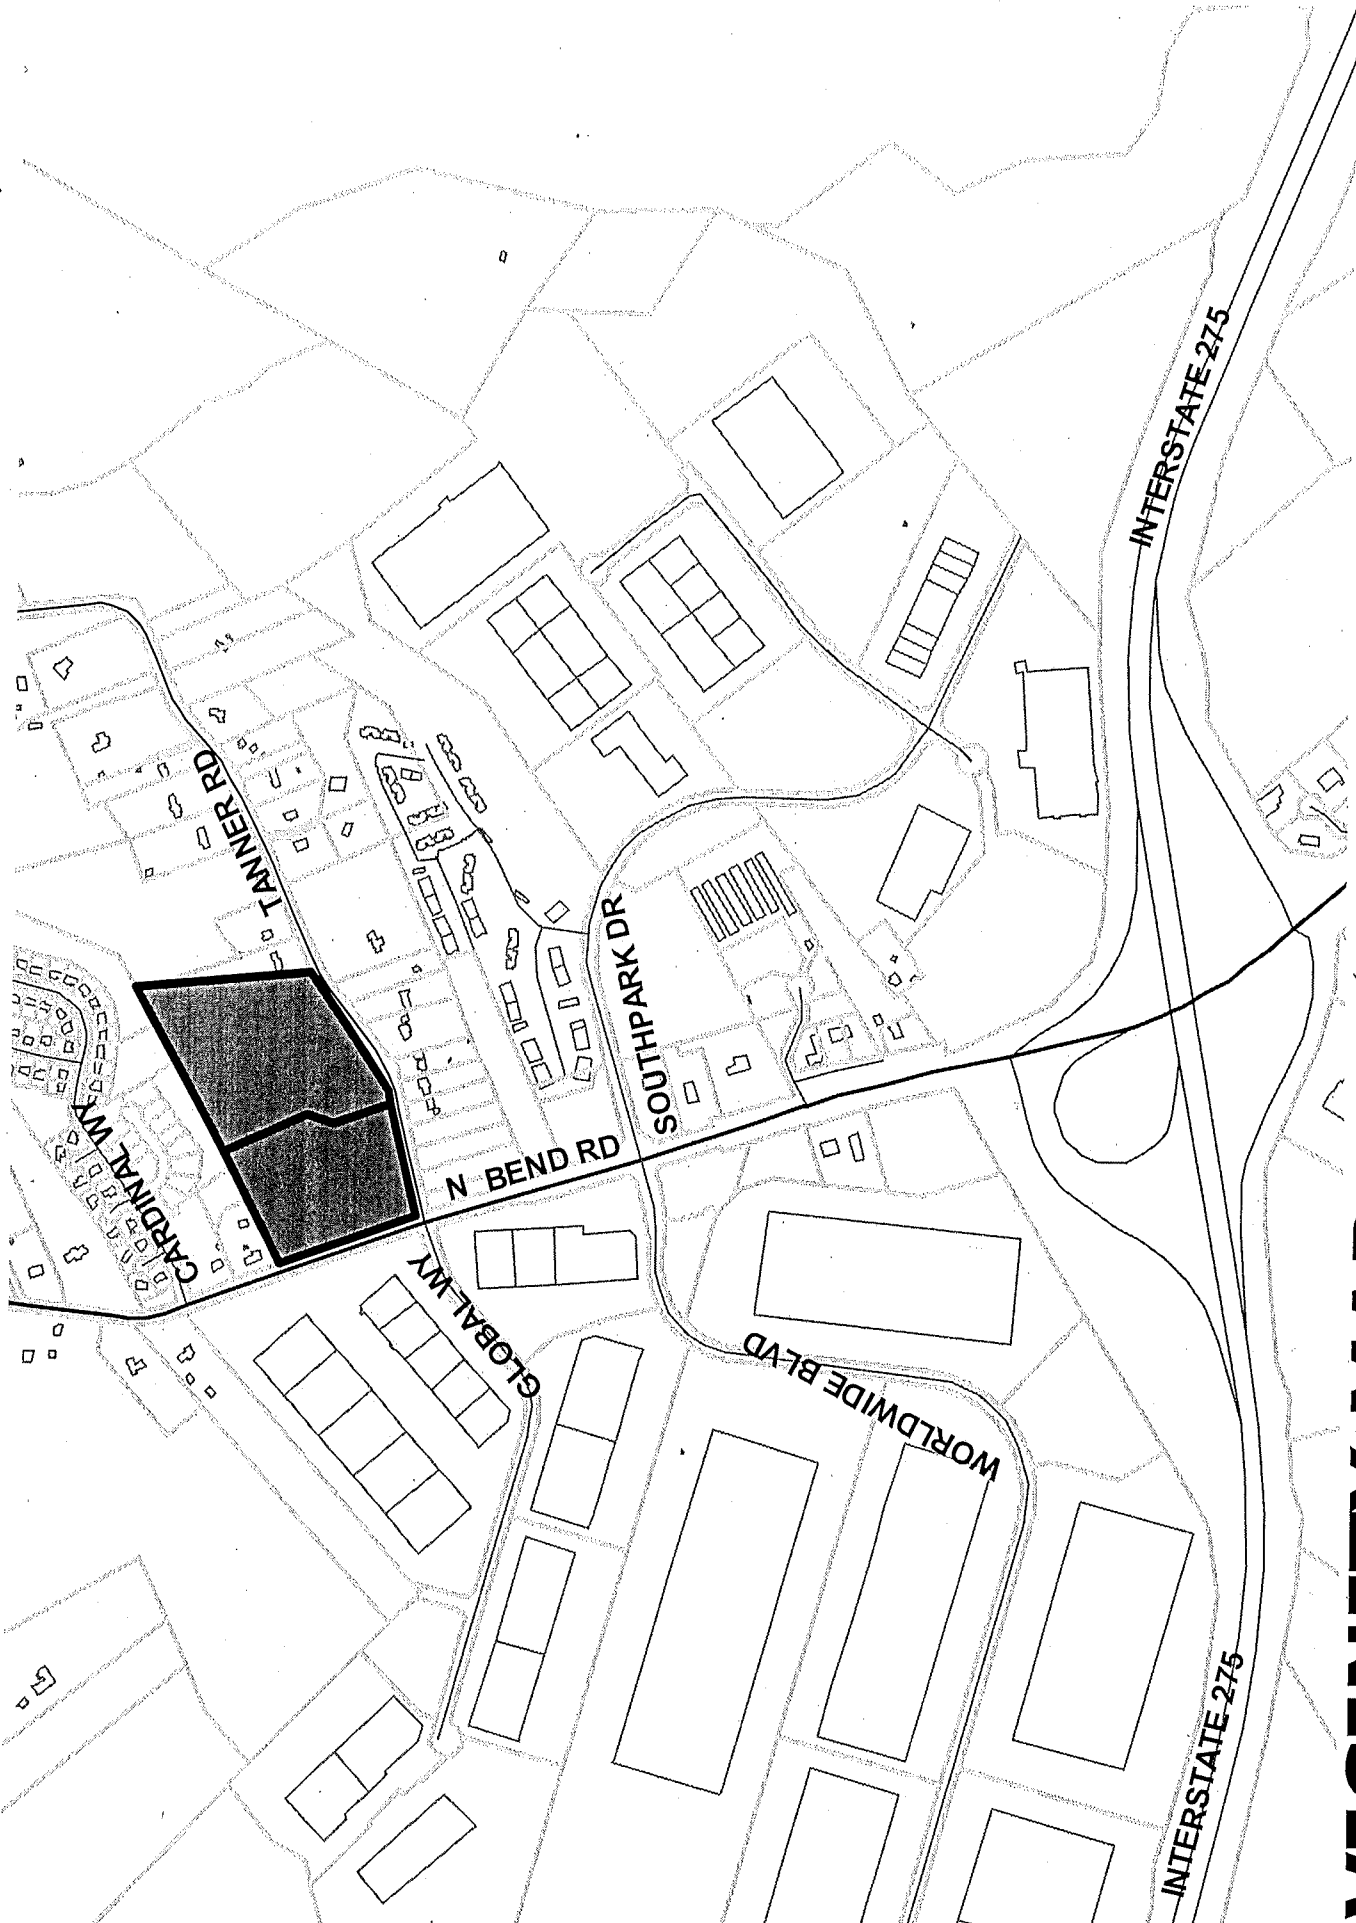 TANNER RD
CARDINAL WY
SOUTHPARK DR
N BEND RD
GLOBAL WY
WORLDWIDE BLVD
INTERSTATE 275
INTERSTATE 275